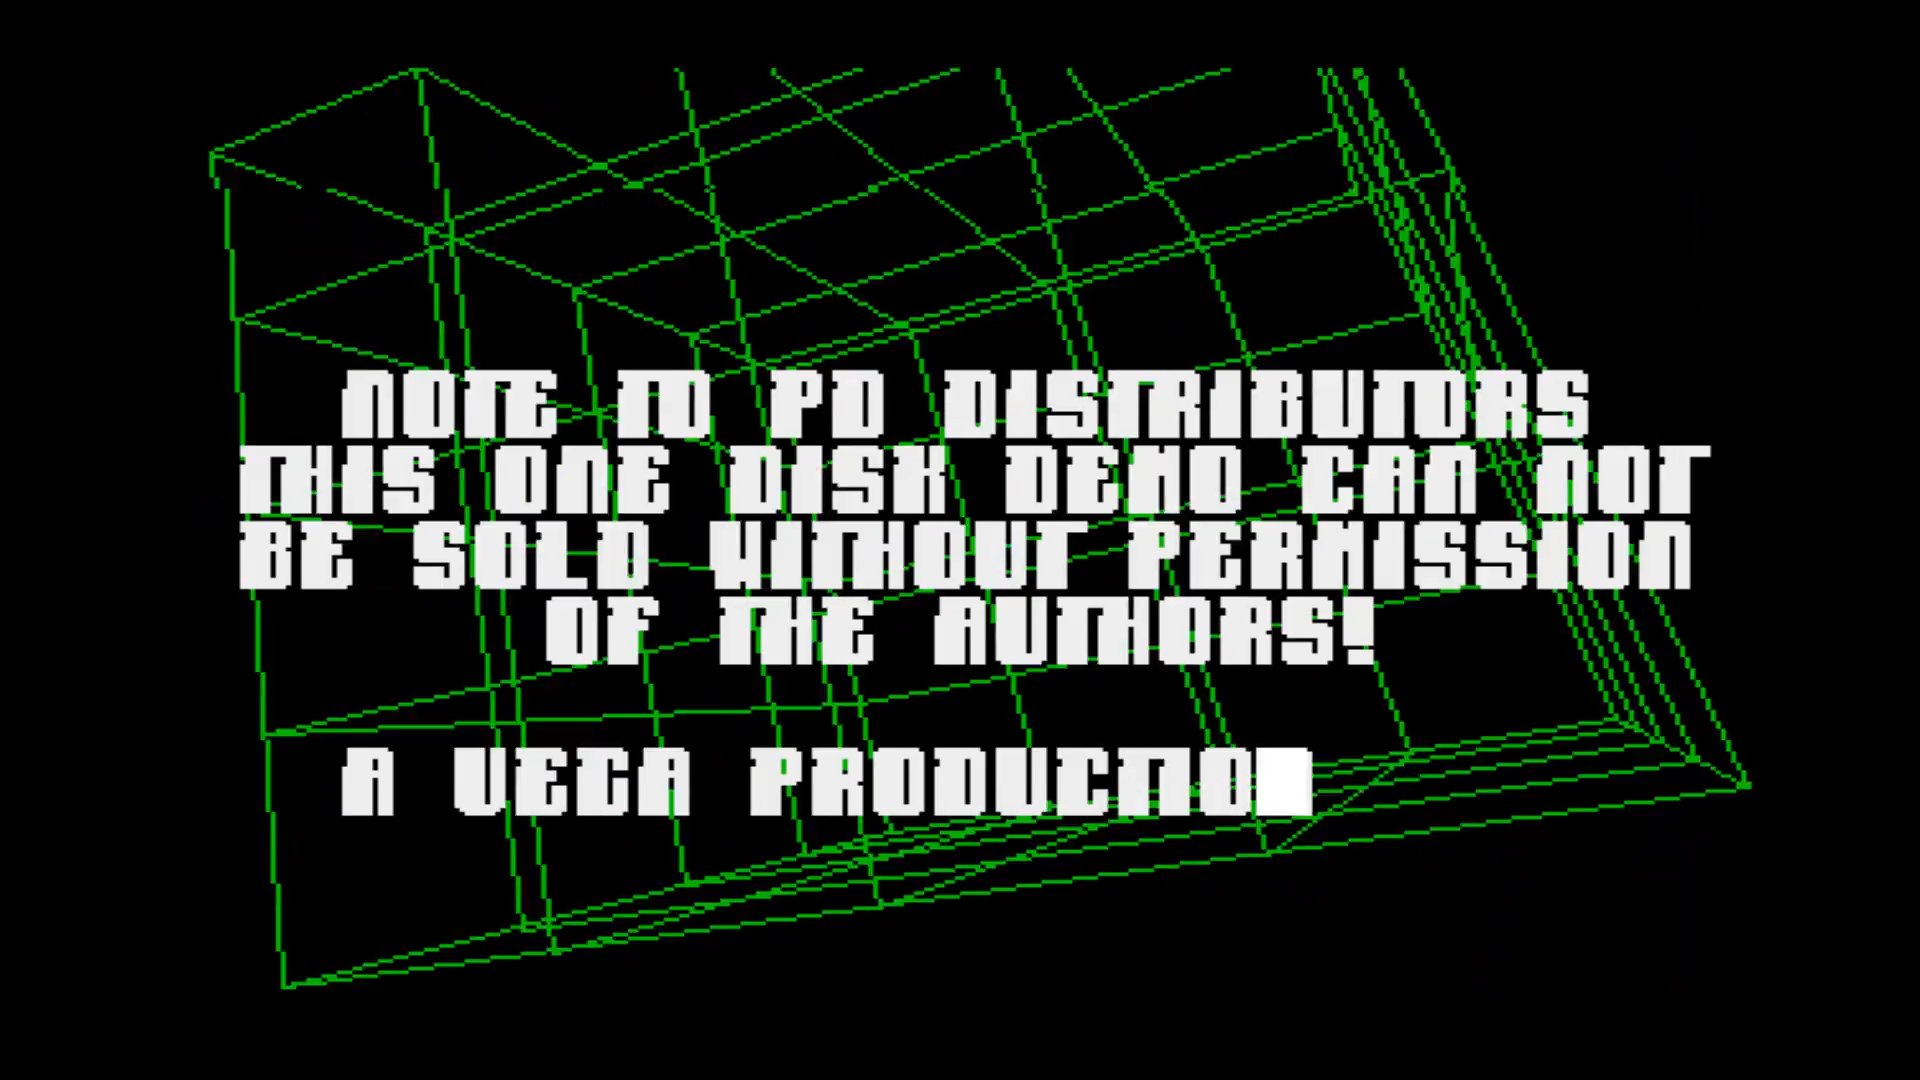 NOTE TO PD DISTRIBUTORS
THIS ONE DISK DEMO CAN NOT
BE SOLD WITHOUT PERMISSION
OF THE AUTHORS!
A VEGA PRODUCTIO